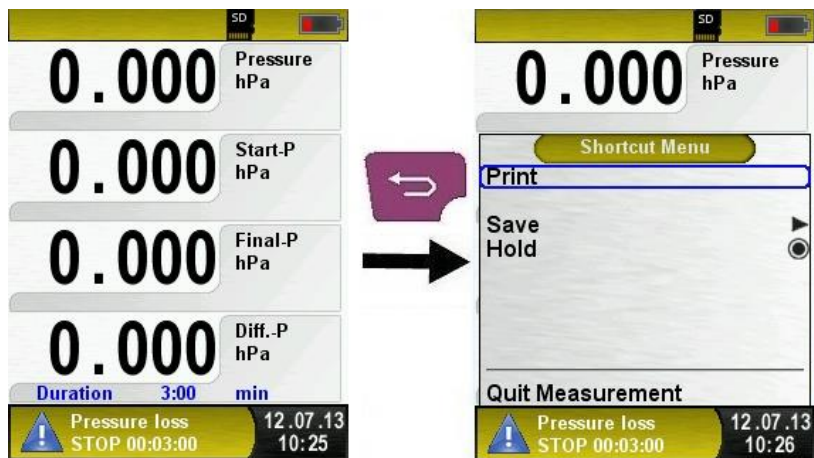 SD
0.000 Pressure
hPa
0.000 Start-P
hPa
0.000 Final-P
hPa
0.000 Diff.-P
hPa
Duration 3:00 min
Pressure loss 12.07.13
STOP 00:03:00 10:25
SD
0.000 Pressure
hPa
Shortcut Menu
Print
Save
Hold
Quit Measurement
Pressure loss 12.07.13
STOP 00:03:00 10:26